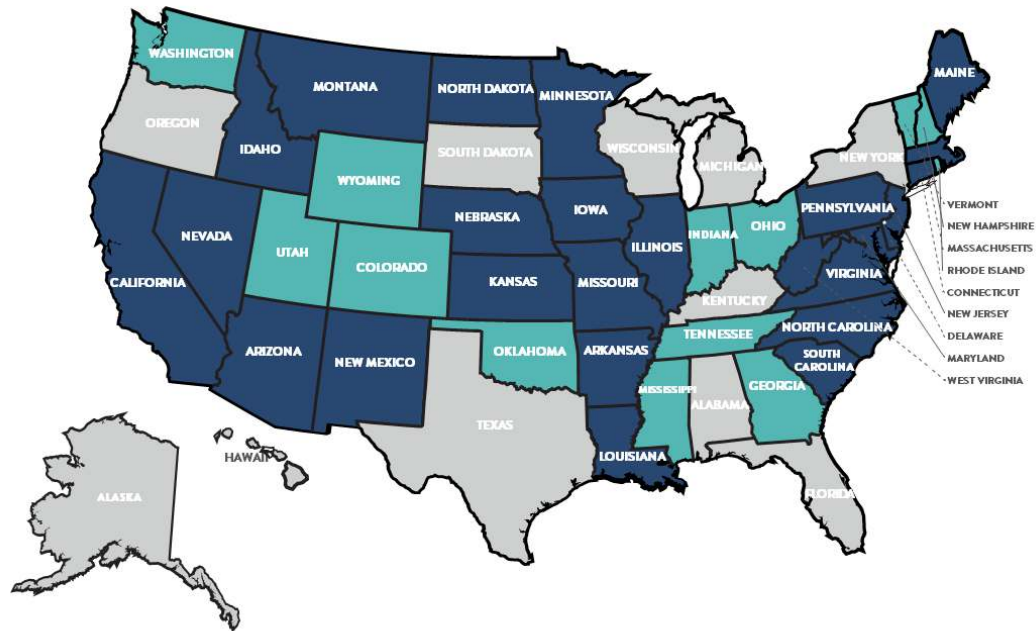 WASHINGTON
MONTANA
NORTH DAKOTA
MINNESOTA
MAINE
OREGON
IDAHO
SOUTH DAKOTA
WISCONSIN
MICHIGAN
NEW YORK
WYOMING
NEBRASKA
IOWA
PENNSYLVANIA
NEVADA
UTAH
COLORADO
ILLINOIS
INDIANA
OHIO
VERMONT
NEW HAMPSHIRE
MASSACHUSETTS
RHODE ISLAND
CONNECTICUT
NEW JERSEY
DELAWARE
MARYLAND
WEST VIRGINIA
CALIFORNIA
KANSAS
MISSOURI
KENTUCKY
VIRGINIA
ARIZONA
NEW MEXICO
OKLAHOMA
ARKANSAS
TENNESSEE
NORTH CAROLINA
SOUTH
CAROLINA
MISSISSIPPI
ALABAMA
GEORGIA
TEXAS
LOUISIANA
FLORIDA
HAWAII
ALASKA